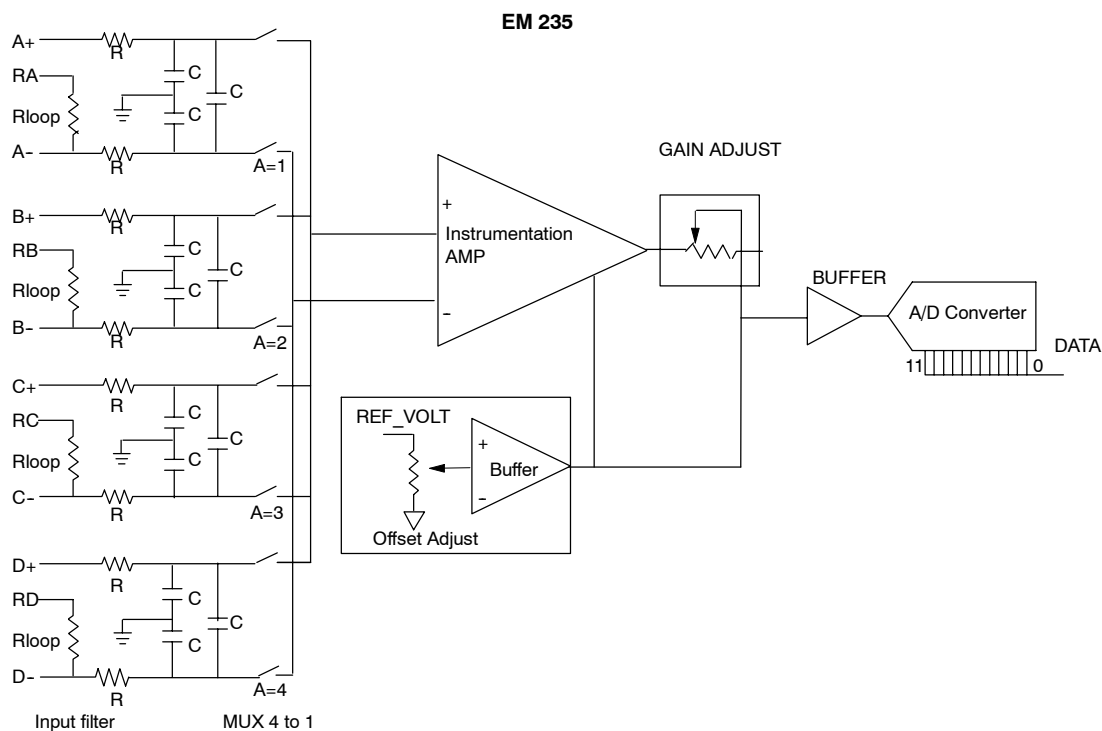 EM 235
A+
R
RA
C
C
Rloop
C
A-
R
A=1
GAIN ADJUST
B+
R
+
RB
C
Instrumentation
AMP
C
Rloop
C
BUFFER
B-
R
A=2
-
A/D Converter
DATA
11
0
C+
R
RC
C
REF_VOLT
C
Rloop
C
+
Buffer
-
C-
R
A=3
Offset Adjust
D+
R
RD
C
C
Rloop
C
D-
R
A=4
Input filter
MUX 4 to 1